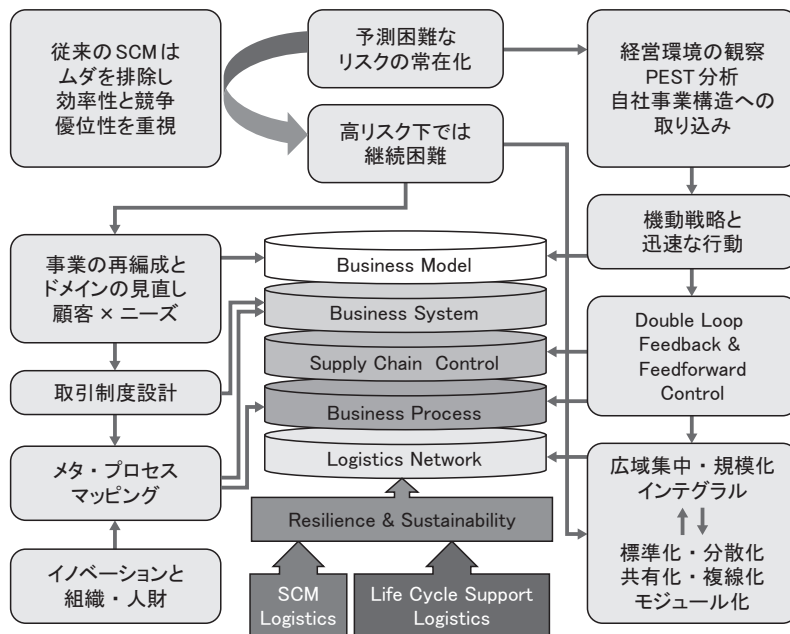 従来のSCMは
ムダを排除し
効率性と競争
優位性を重視
予測困難な
リスクの常在化
高リスク下では
継続困難
経営環境の観察
PEST分析
自社事業構造への
取り込み
機動戦略と
迅速な行動
事業の再編成と
ドメインの見直し
顧客×ニーズ
取引制度設計
メタ・プロセス
マッピング
イノベーションと
組織・人財
Business Model
Business System
Supply Chain Control
Business Process
Logistics Network
Resilience & Sustainability
SCM
Logistics
Life Cycle Support
Logistics
Double Loop
Feedback &
Feedforward
Control
広域集中・規模化
インテグラル
標準化・分散化
共有化・複線化
モジュール化